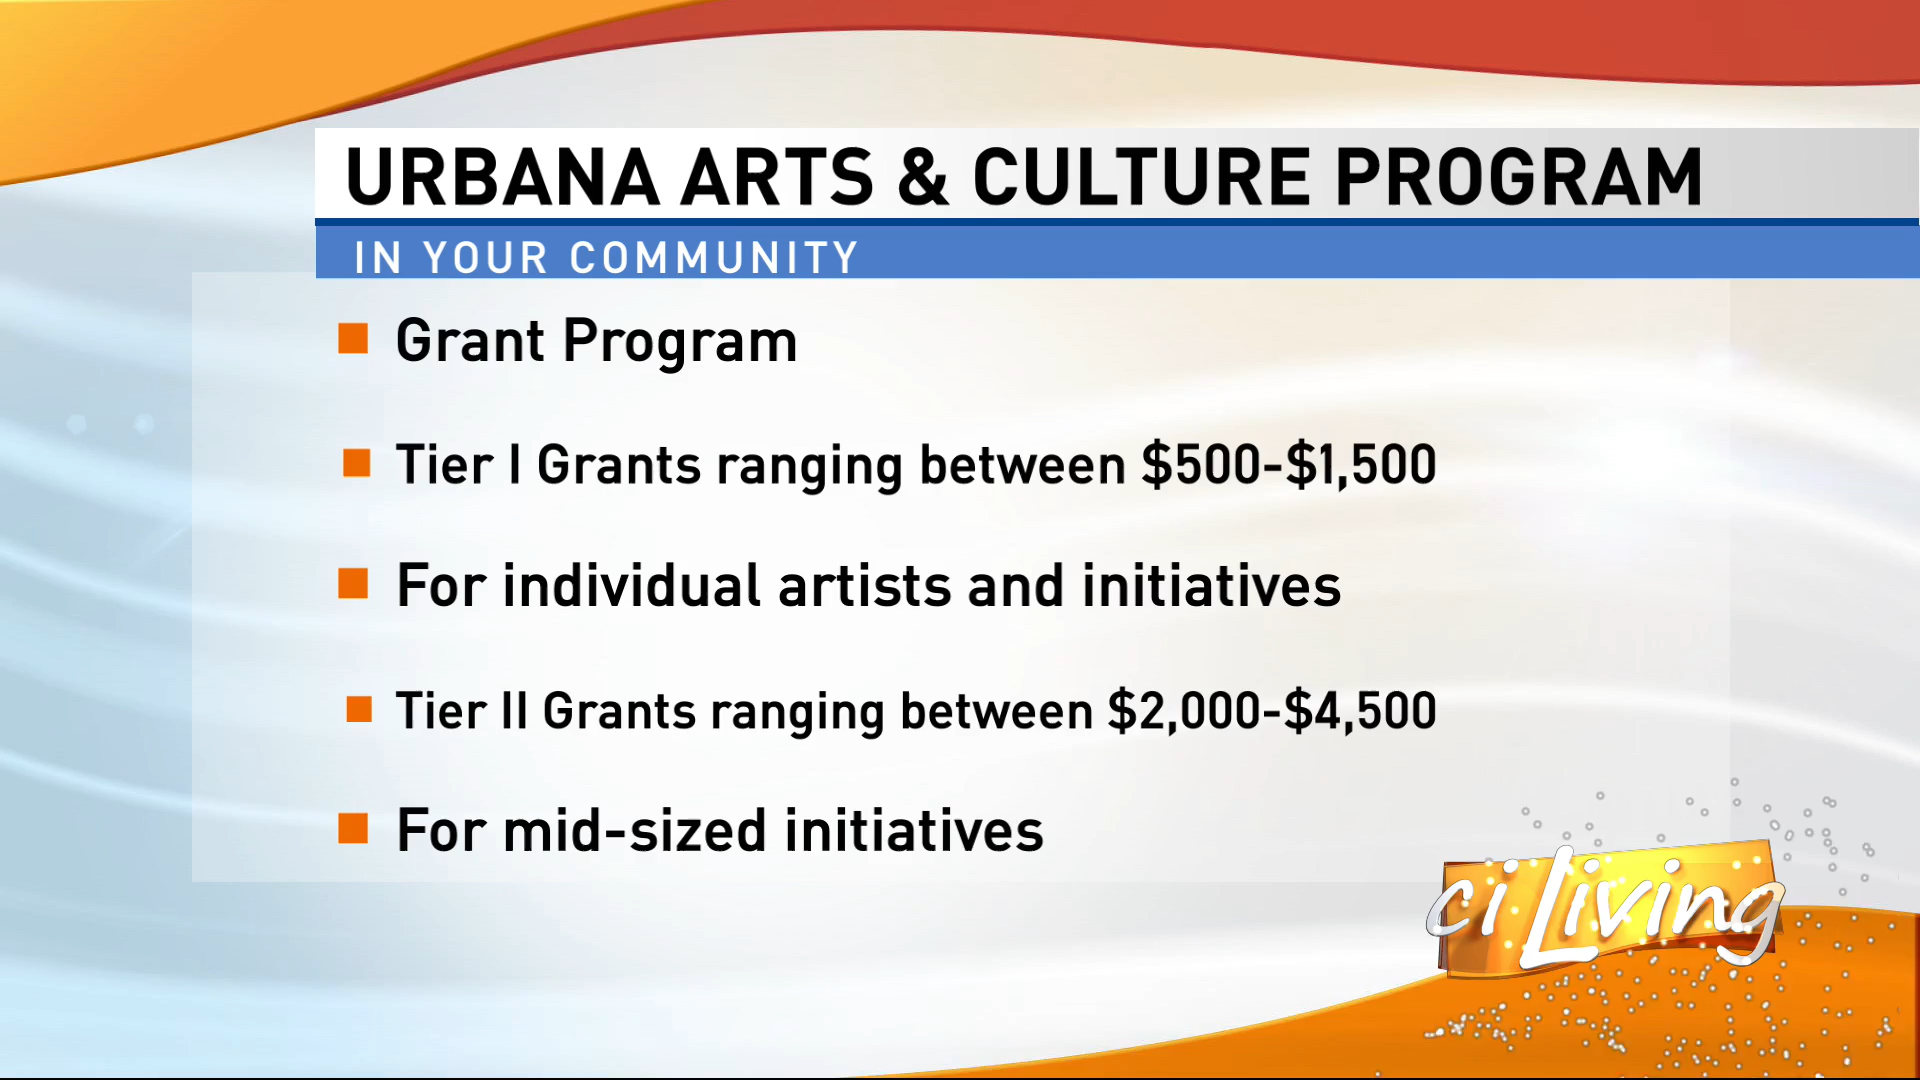 URBANA ARTS & CULTURE PROGRAM
IN YOUR COMMUNITY
Grant Program
Tier I Grants ranging between $500-$1,500
For individual artists and initiatives
Tier II Grants ranging between $2,000-$4,500
For mid-sized initiatives
ci Living